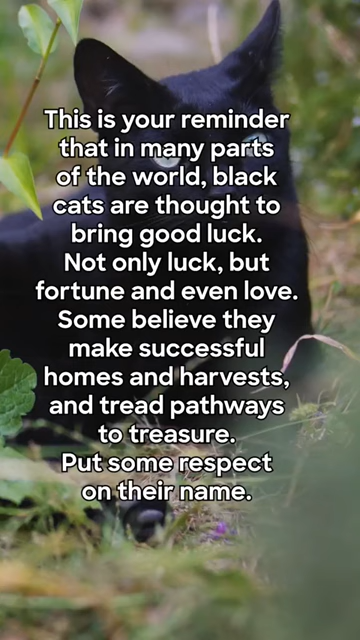 This is your reminder
that in many parts
of the world, black
cats are thought to
bring good luck.
Not only luck, but
fortune and even love.
Some believe they
make successful
homes and harvests,
and tread pathways
to treasure.
Put some respect
on their name.